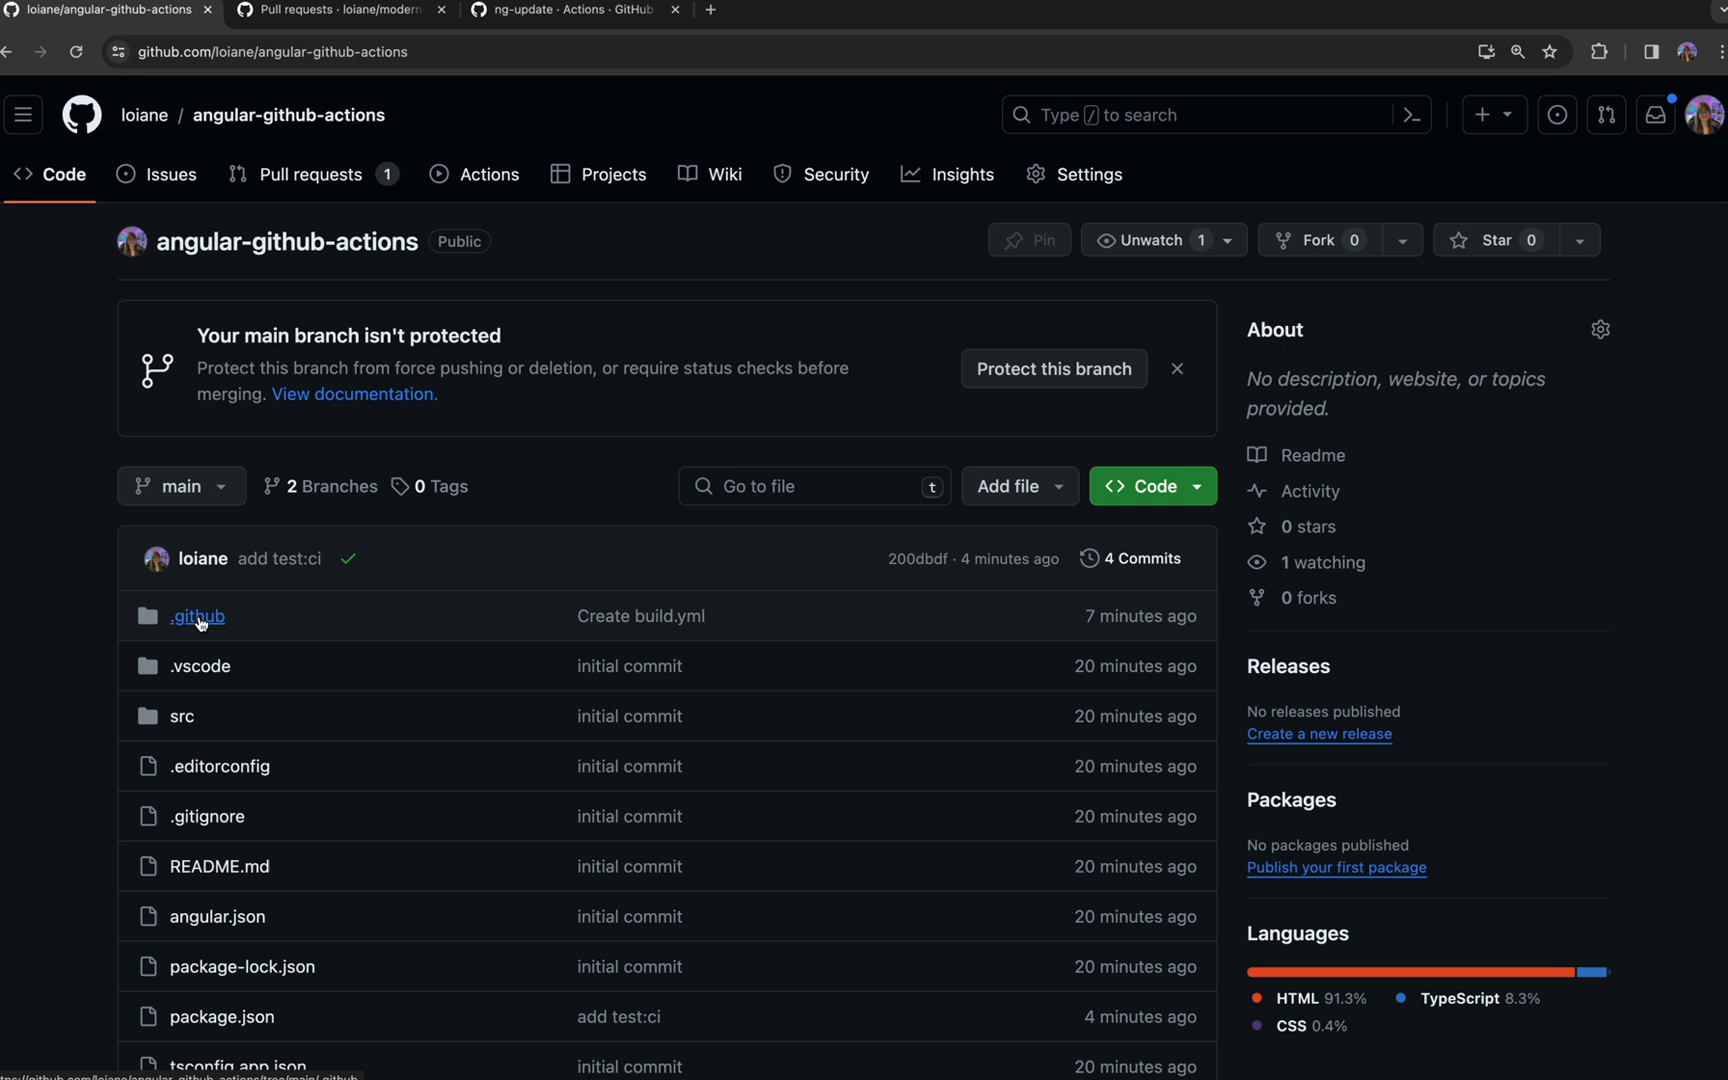 loiane/angular-github-actions
Pull requests · loiane/modern
ng-update · Actions · GitHub
github.com/loiane/angular-github-actions
loiane / angular-github-actions
Type / to search
Code
Issues
Pull requests 1
Actions
Projects
Wiki
Security
Insights
Settings
angular-github-actions Public
Pin
Unwatch 1
Fork 0
Star 0
Your main branch isn't protected
Protect this branch from force pushing or deletion, or require status checks before
merging. View documentation.
Protect this branch
main
2 Branches
0 Tags
Go to file t
Add file
Code
loiane add test:ci 200dbdf · 4 minutes ago 4 Commits
.github Create build.yml 7 minutes ago
.vscode initial commit 20 minutes ago
src initial commit 20 minutes ago
.editorconfig initial commit 20 minutes ago
.gitignore initial commit 20 minutes ago
README.md initial commit 20 minutes ago
angular.json initial commit 20 minutes ago
package-lock.json initial commit 20 minutes ago
package.json add test:ci 4 minutes ago
tsconfig.app.json initial commit 20 minutes ago
About
No description, website, or topics
provided.
Readme
Activity
0 stars
1 watching
0 forks
Releases
No releases published
Create a new release
Packages
No packages published
Publish your first package
Languages
HTML 91.3%
TypeScript 8.3%
CSS 0.4%